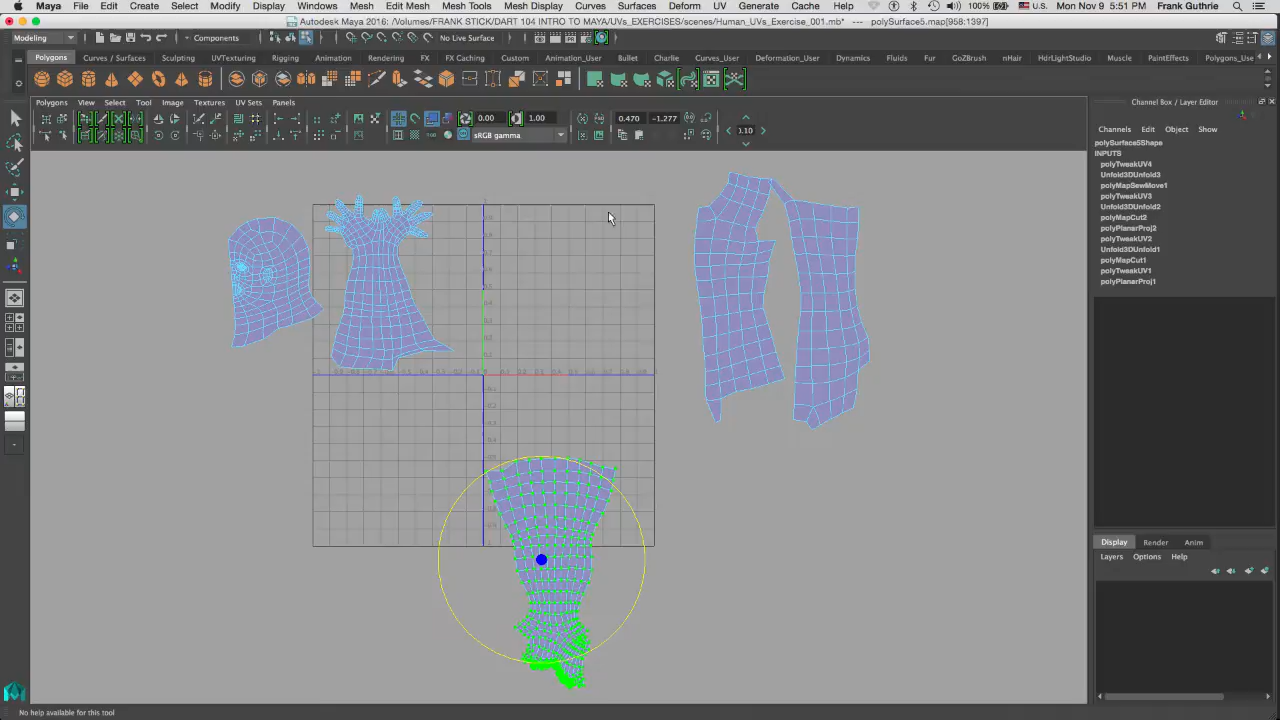 Maya File Edit Create Select Modify Display Windows Mesh Edit Mesh Mesh Tools Mesh Display Curves Surfaces Deform UV Generate Cache Help 100% U.S. Mon Nov 9 5:51 PM Frank Guthrie
Autodesk Maya 2016: /Volumes/FRANK STICK/DART 104 INTRO TO MAYA/UVs_EXERCISES/scenes/Human_UVs_Exercise_001.mb* --- polySurface5.map[958:1397]
Modeling Components No Live Surface
Polygons Curves / Surfaces Sculpting UVTexturing Rigging Animation Rendering FX FX Caching Custom Animation_User Bullet Charlie Curves_User Deformation_User Dynamics Fluids Fur GoZBrush nHair HdrLightStudio Muscle PaintEffects Polygons_Use
Polygons View Select Tool Image Textures UV Sets Panels
Channel Box / Layer Editor
0.00 1.00 0.470 -1.277
sRGB gamma
Channels Edit Object Show
polySurface5Shape
INPUTS
polyTweakUV4
Unfold3DUnfold3
polyMapSewMove1
polyTweakUV3
Unfold3DUnfold2
polyMapCut2
polyPlanarProj2
polyTweakUV2
Unfold3DUnfold1
polyMapCut1
polyTweakUV1
polyPlanarProj1
Display Render Anim
Layers Options Help
No help available for this tool